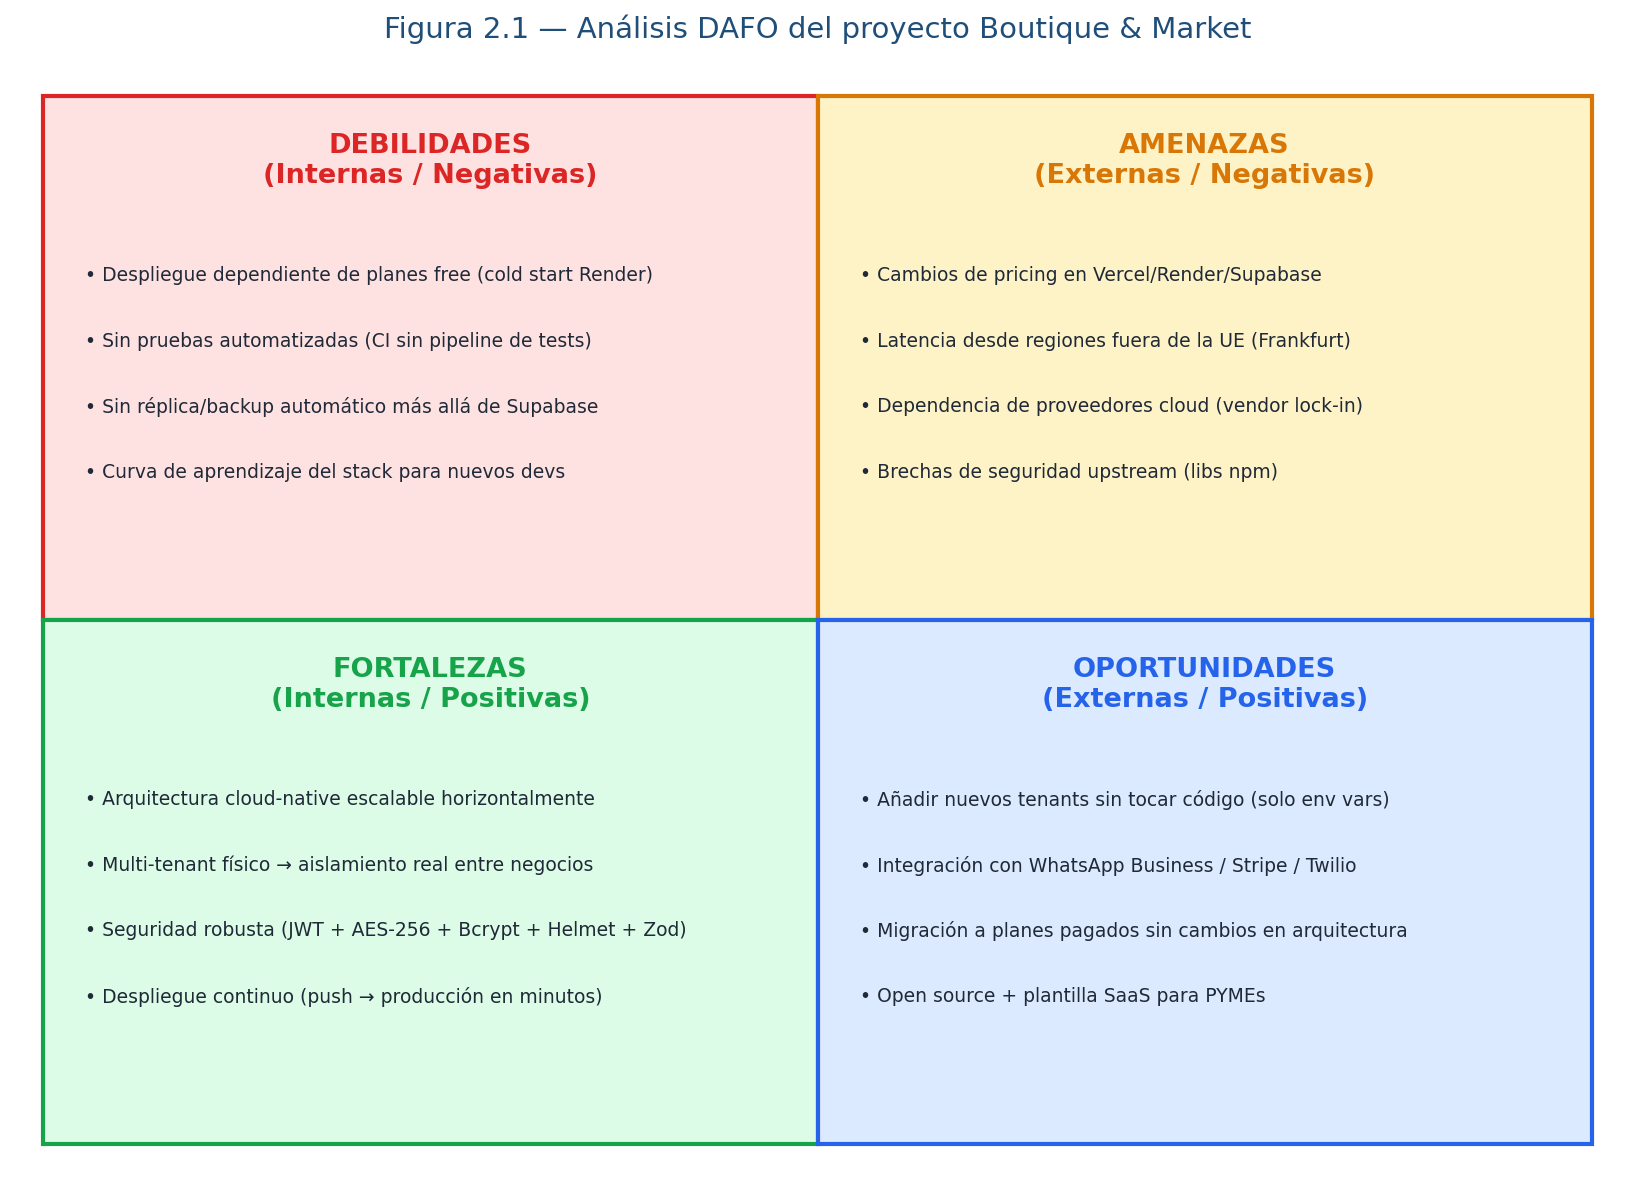 Figura 2.1 — Análisis DAFO del proyecto Boutique & Market
DEBILIDADES
(Internas / Negativas)
• Despliegue dependiente de planes free (cold start Render)
• Sin pruebas automatizadas (CI sin pipeline de tests)
• Sin réplica/backup automático más allá de Supabase
• Curva de aprendizaje del stack para nuevos devs
AMENAZAS
(Externas / Negativas)
• Cambios de pricing en Vercel/Render/Supabase
• Latencia desde regiones fuera de la UE (Frankfurt)
• Dependencia de proveedores cloud (vendor lock-in)
• Brechas de seguridad upstream (libs npm)
FORTALEZAS
(Internas / Positivas)
• Arquitectura cloud-native escalable horizontalmente
• Multi-tenant físico → aislamiento real entre negocios
• Seguridad robusta (JWT + AES-256 + Bcrypt + Helmet + Zod)
• Despliegue continuo (push → producción en minutos)
OPORTUNIDADES
(Externas / Positivas)
• Añadir nuevos tenants sin tocar código (solo env vars)
• Integración con WhatsApp Business / Stripe / Twilio
• Migración a planes pagados sin cambios en arquitectura
• Open source + plantilla SaaS para PYMEs